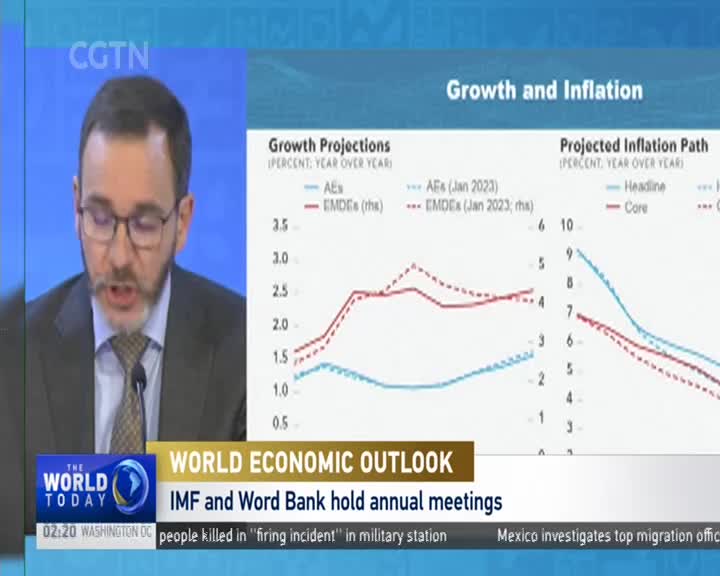 CGTN
Growth and Inflation
Growth Projections
(PERCENT; YEAR OVER YEAR)
AEs
AEs (Jan 2023)
EMDEs (rhs)
EMDEs (Jan 2023; rhs)
3.5
3.0
2.5
2.0
1.5
1.0
0.5
6
5
4
3
2
1
0
Projected Inflation Path
(PERCENT; YEAR OVER YEAR)
Headline
Core
10
9
8
7
6
5
4
3
2
WORLD ECONOMIC OUTLOOK
THE
WORLD
TODAY
IMF and Word Bank hold annual meetings
02:20 WASHINGTON DC
people killed in "firing incident" in military station
Mexico investigates top migration offic